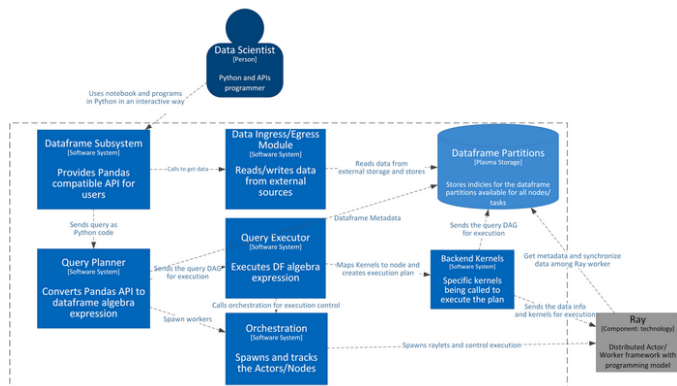 Data Scientist
[Person]
Python and APIs
programmer
Uses notebook and programs
in Python in an interactive way
Dataframe Subsystem
[Software System]
Provides Pandas
compatible API for
users
Calls to get data
Data Ingress/Egress
Module
[Software System]
Reads/writes data
from external
sources
Reads data from
external storage and stores
Dataframe Partitions
[Plasma Storage]
Stores indicies for the dataframe
partitions available for all nodes/
tasks
Sends query as
Python code
Dataframe Metadata
Sends the query DAG
for execution
Query Planner
[Software System]
Converts Pandas API to
dataframe algebra
expression
Sends the query DAG
for execution
Query Executor
[Software System]
Executes DF algebra
expression
Maps Kernels to node and
creates execution plan
Backend Kernels
[Software System]
Specific kernels
being called to
execute the plan
Get metadata and synchronize
data among Ray worker
Sends the data info
and kernels for execution
Calls orchestration for execution control
Spawn workers
Orchestration
[Software System]
Spawns and tracks
the Actors/Nodes
Spawns raylets and control execution
Ray
[Component: technology]
Distributed Actor/
Worker framework with
programming model